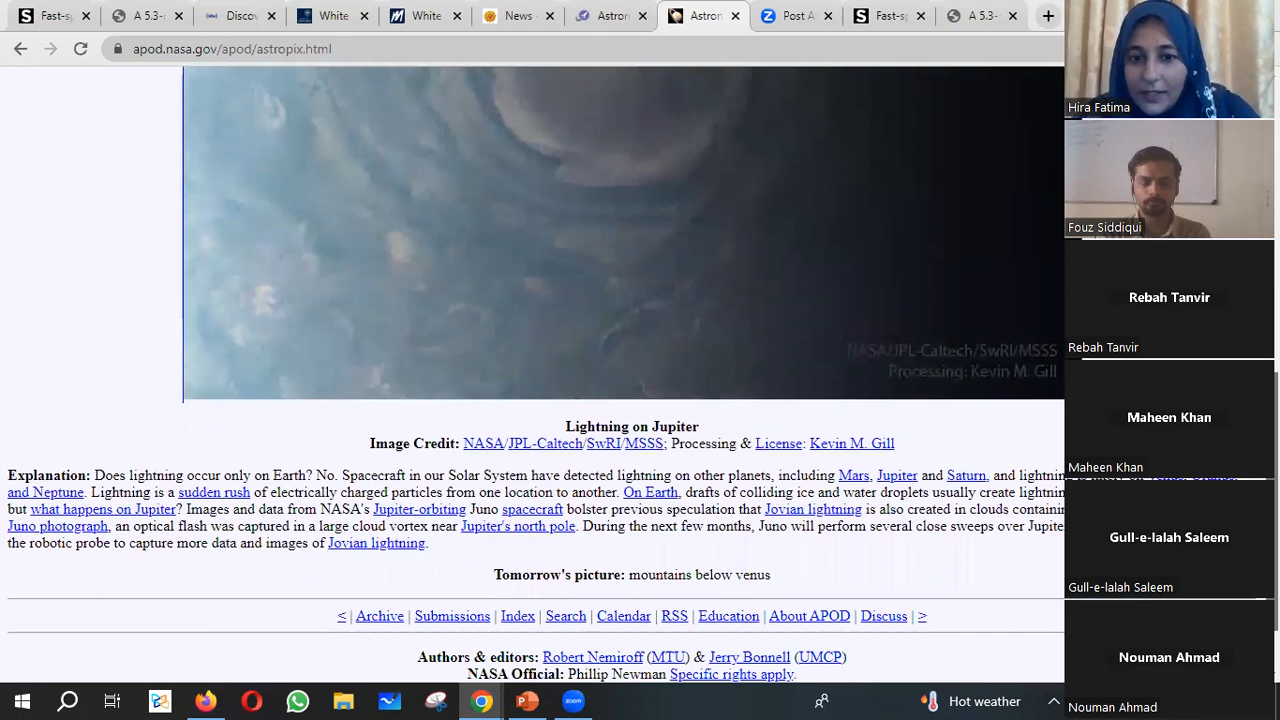 Fast-s
A 5.3-
Discov
White
White
News -
Astron
Astron
Post A
Fast-s
A 5.3-
apod.nasa.gov/apod/astropix.html
NASA/JPL-Caltech/SwRI/MSSS
Processing: Kevin M. Gill
Lightning on Jupiter
Image Credit: NASA/JPL-Caltech/SwRI/MSSS; Processing & License: Kevin M. Gill
Explanation: Does lightning occur only on Earth? No. Spacecraft in our Solar System have detected lightning on other planets, including Mars, Jupiter and Saturn, and lightnin
and Neptune. Lightning is a sudden rush of electrically charged particles from one location to another. On Earth, drafts of colliding ice and water droplets usually create lightnin
but what happens on Jupiter? Images and data from NASA's Jupiter-orbiting Juno spacecraft bolster previous speculation that Jovian lightning is also created in clouds containin
Juno photograph, an optical flash was captured in a large cloud vortex near Jupiter's north pole. During the next few months, Juno will perform several close sweeps over Jupite
the robotic probe to capture more data and images of Jovian lightning.
Tomorrow's picture: mountains below venus
< | Archive | Submissions | Index | Search | Calendar | RSS | Education | About APOD | Discuss | >
Authors & editors: Robert Nemiroff (MTU) & Jerry Bonnell (UMCP)
NASA Official: Phillip Newman Specific rights apply.
Hira Fatima
Fouz Siddiqui
Rebah Tanvir
Rebah Tanvir
Maheen Khan
Maheen Khan
Gull-e-lalah Saleem
Gull-e-lalah Saleem
Nouman Ahmad
Nouman Ahmad
zoom
Hot weather